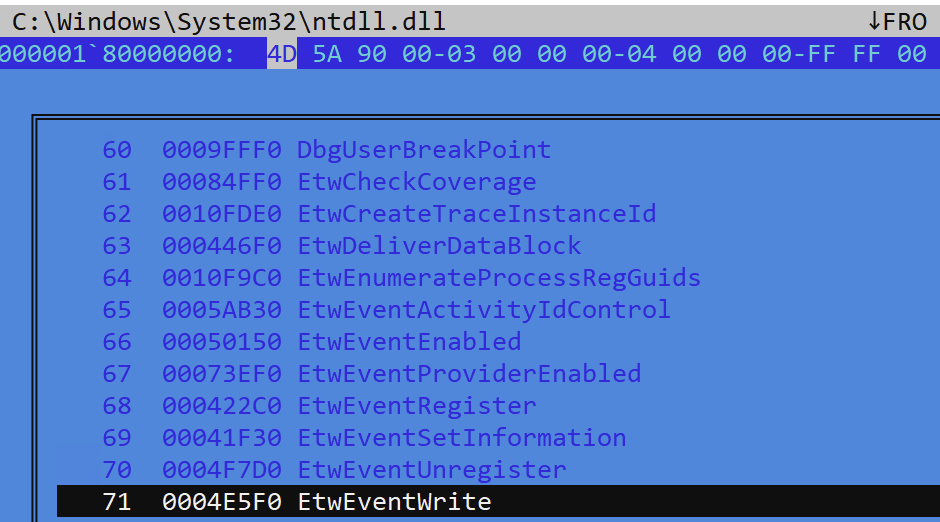 C:\Windows\System32\ntdll.dll ↓FRO
000001`80000000: 4D 5A 90 00-03 00 00 00-04 00 00 00-FF FF 00
60 0009FFF0 DbgUserBreakPoint
61 00084FF0 EtwCheckCoverage
62 0010FDE0 EtwCreateTraceInstanceId
63 000446F0 EtwDeliverDataBlock
64 0010F9C0 EtwEnumerateProcessRegGuids
65 0005AB30 EtwEventActivityIdControl
66 00050150 EtwEventEnabled
67 00073EF0 EtwEventProviderEnabled
68 000422C0 EtwEventRegister
69 00041F30 EtwEventSetInformation
70 0004F7D0 EtwEventUnregister
71 0004E5F0 EtwEventWrite